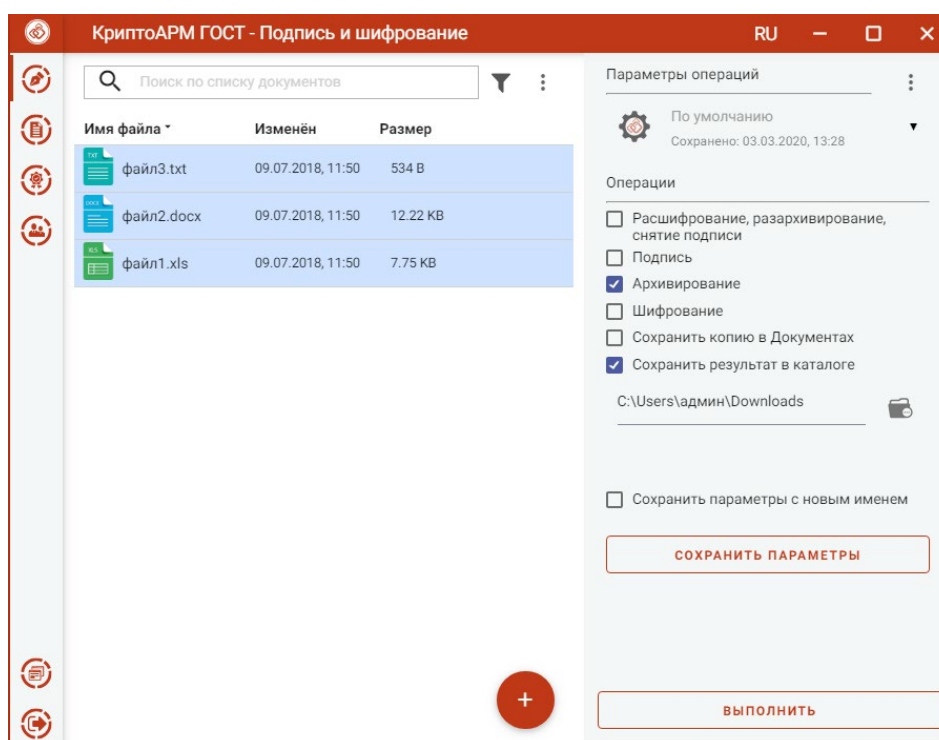 КриптоАРМ ГОСТ - Подпись и шифрование
RU
Поиск по списку документов
Имя файла
Изменён
Размер
TXT
файл3.txt
09.07.2018, 11:50
534 B
DOCX
файл2.docx
09.07.2018, 11:50
12.22 KB
XLS
файл1.xls
09.07.2018, 11:50
7.75 KB
Параметры операций
По умолчанию
Сохранено: 03.03.2020, 13:28
Операции
Расшифрование, разархивирование,
снятие подписи
Подпись
Архивирование
Шифрование
Сохранить копию в Документах
Сохранить результат в каталоге
C:\Users\админ\Downloads
Сохранить параметры с новым именем
СОХРАНИТЬ ПАРАМЕТРЫ
ВЫПОЛНИТЬ